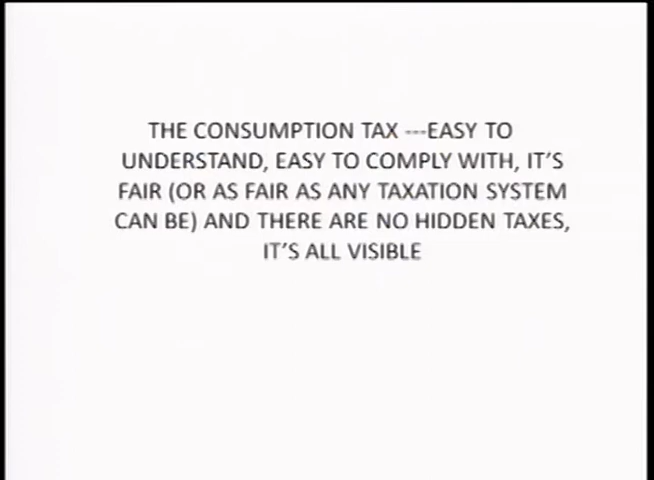 THE CONSUMPTION TAX ---EASY TO
UNDERSTAND, EASY TO COMPLY WITH, IT'S
FAIR (OR AS FAIR AS ANY TAXATION SYSTEM
CAN BE) AND THERE ARE NO HIDDEN TAXES,
IT'S ALL VISIBLE